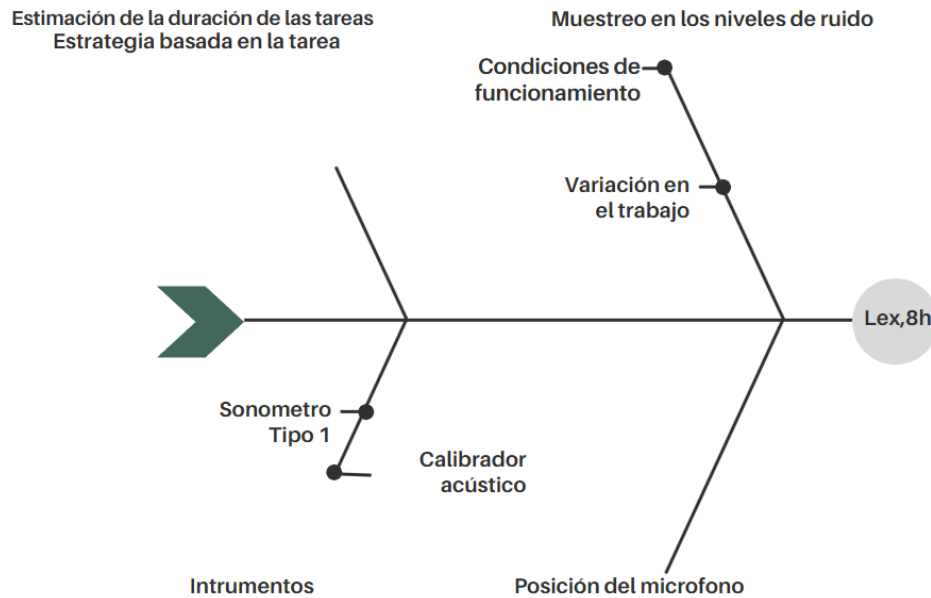 Estimación de la duración de las tareas
Estrategia basada en la tarea
Muestreo en los niveles de ruido
Condiciones de
funcionamiento
Variación en
el trabajo
Lex,8h
Sonometro
Tipo 1
Calibrador
acústico
Intrumentos
Posición del microfono